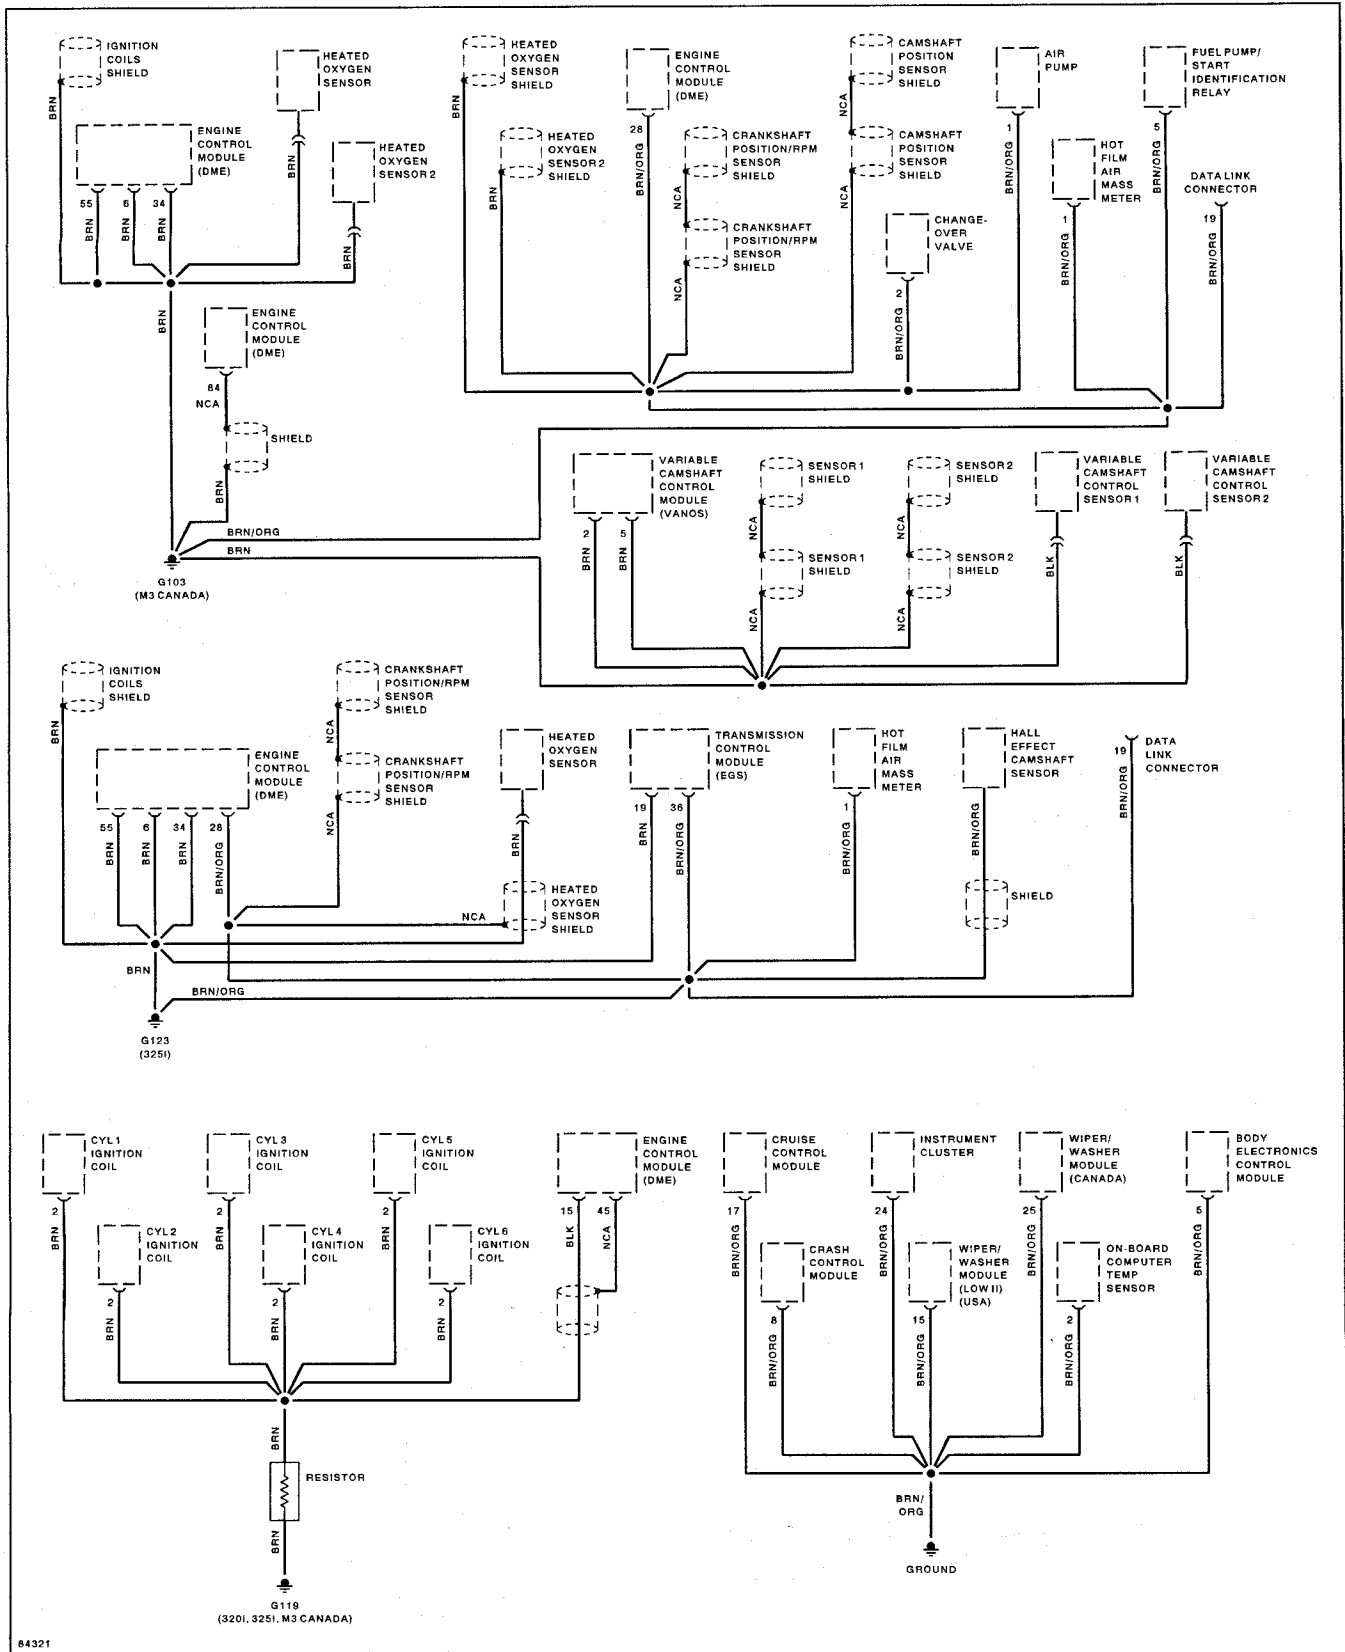 IGNITION
COILS
SHIELD
HEATED
OXYGEN
SENSOR
HEATED
OXYGEN
SENSOR
SHIELD
ENGINE
CONTROL
MODULE
(DME)
CAMSHAFT
POSITION
SENSOR
SHIELD
AIR
PUMP
FUEL PUMP/
START
IDENTIFICATION
RELAY
BRN
BRN
NCA
ENGINE
CONTROL
MODULE
(DME)
BRN
HEATED
OXYGEN
SENSOR 2
HEATED
OXYGEN
SENSOR 2
SHIELD
28
BRN/ORG
CRANKSHAFT
POSITION/RPM
SENSOR
SHIELD
CAMSHAFT
POSITION
SENSOR
SHIELD
1
BRN/ORG
HOT
FILM
AIR
MASS
METER
5
BRN/ORG
DATA LINK
CONNECTOR
55
6
34
BRN
BRN
BRN
BRN
BRN
NCA
NCA
CRANKSHAFT
POSITION/RPM
SENSOR
SHIELD
NCA
CHANGE-
OVER
VALVE
1
BRN/ORG
19
BRN/ORG
BRN
ENGINE
CONTROL
MODULE
(DME)
2
BRN/ORG
84
NCA
SHIELD
BRN
BRN/ORG
BRN
G103
(M3 CANADA)
VARIABLE
CAMSHAFT
CONTROL
MODULE
(VANOS)
SENSOR 1
SHIELD
SENSOR 2
SHIELD
VARIABLE
CAMSHAFT
CONTROL
SENSOR 1
VARIABLE
CAMSHAFT
CONTROL
SENSOR 2
2
5
BRN
BRN
NCA
NCA
SENSOR 1
SHIELD
SENSOR 2
SHIELD
BLK
BLK
NCA
NCA
IGNITION
COILS
SHIELD
CRANKSHAFT
POSITION/RPM
SENSOR
SHIELD
BRN
NCA
ENGINE
CONTROL
MODULE
(DME)
CRANKSHAFT
POSITION/RPM
SENSOR
SHIELD
HEATED
OXYGEN
SENSOR
TRANSMISSION
CONTROL
MODULE
(EGS)
HOT
FILM
AIR
MASS
METER
HALL
EFFECT
CAMSHAFT
SENSOR
19
DATA
LINK
CONNECTOR
BRN/ORG
55
6
34
28
BRN
BRN
BRN
BRN/ORG
NCA
BRN
19
36
BRN
BRN/ORG
1
BRN/ORG
BRN/ORG
HEATED
OXYGEN
SENSOR
SHIELD
SHIELD
NCA
BRN
BRN/ORG
G123
(325I)
CYL 1
IGNITION
COIL
CYL 3
IGNITION
COIL
CYL 5
IGNITION
COIL
ENGINE
CONTROL
MODULE
(DME)
CRUISE
CONTROL
MODULE
INSTRUMENT
CLUSTER
WIPER/
WASHER
MODULE
(CANADA)
BODY
ELECTRONICS
CONTROL
MODULE
2
BRN
2
BRN
2
BRN
15
45
BLK
NCA
17
BRN/ORG
24
BRN/ORG
25
BRN/ORG
5
BRN/ORG
CYL 2
IGNITION
COIL
CYL 4
IGNITION
COIL
CYL 6
IGNITION
COIL
CRASH
CONTROL
MODULE
WIPER/
WASHER
MODULE
(LOW II)
(USA)
ON-BOARD
COMPUTER
TEMP
SENSOR
2
BRN
2
BRN
2
BRN
8
BRN/ORG
15
BRN/ORG
2
BRN/ORG
BRN
RESISTOR
BRN
G119
(320I, 325I, M3 CANADA)
BRN/
ORG
GROUND
84321